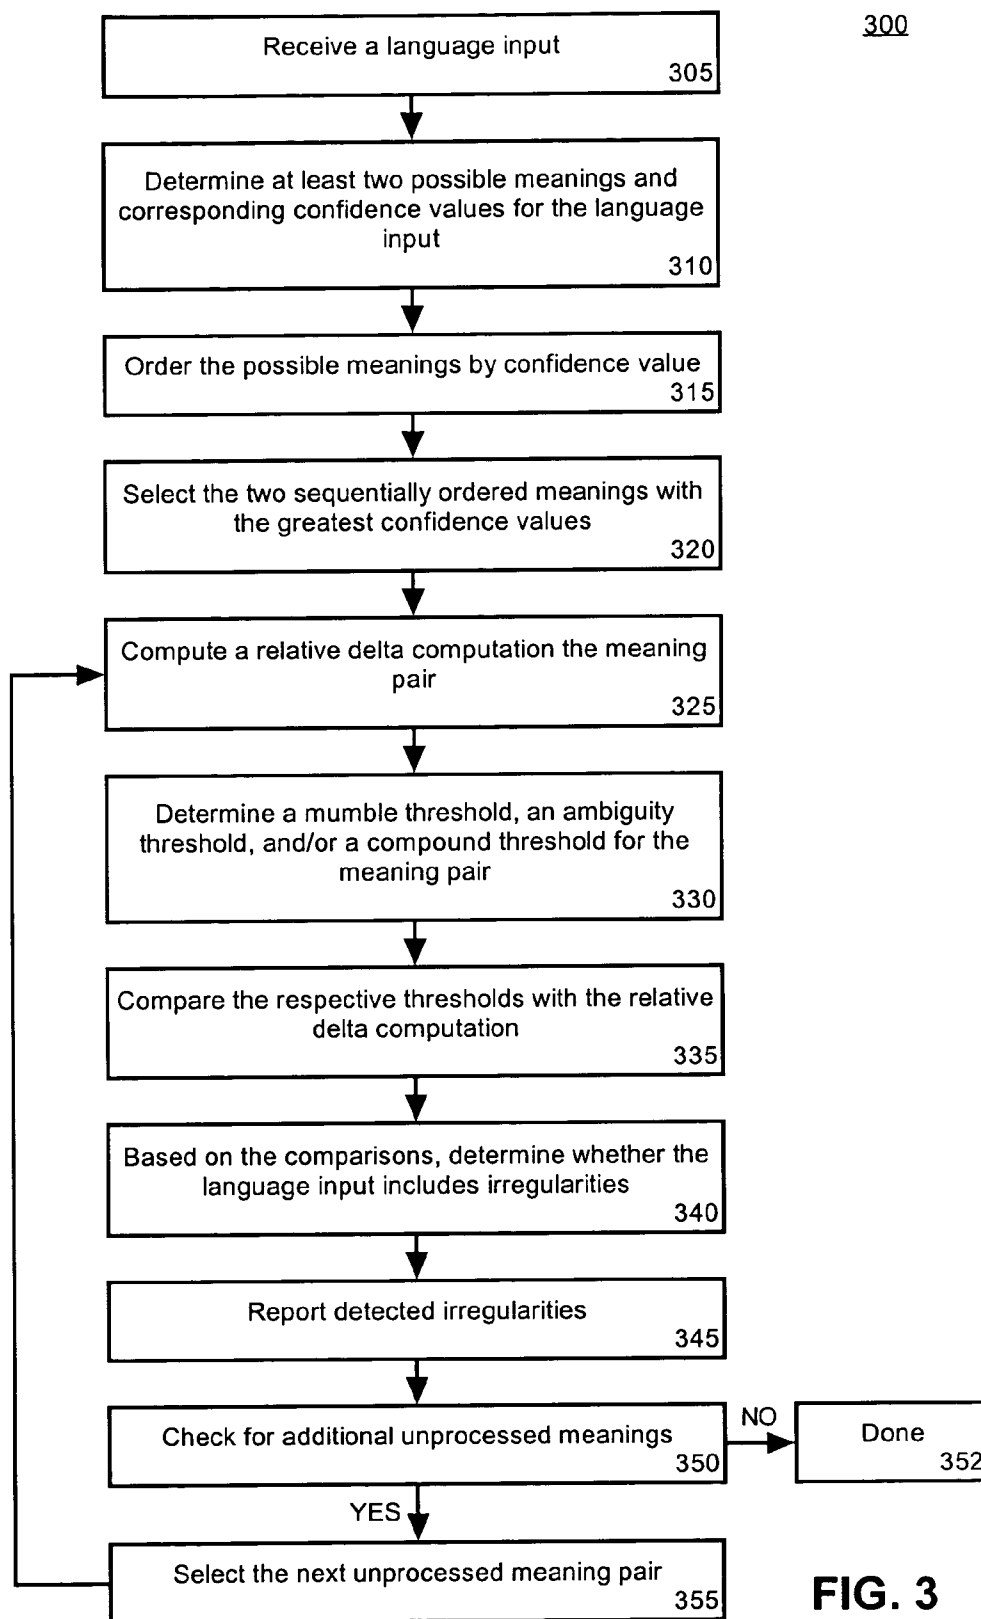 300
Receive a language input
305
Determine at least two possible meanings and
corresponding confidence values for the language
input
310
Order the possible meanings by confidence value
315
Select the two sequentially ordered meanings with
the greatest confidence values
320
Compute a relative delta computation the meaning
pair
325
Determine a mumble threshold, an ambiguity
threshold, and/or a compound threshold for the
meaning pair
330
Compare the respective thresholds with the relative
delta computation
335
Based on the comparisons, determine whether the
language input includes irregularities
340
Report detected irregularities
345
Check for additional unprocessed meanings
350
NO
Done
352
YES
Select the next unprocessed meaning pair
355
FIG. 3